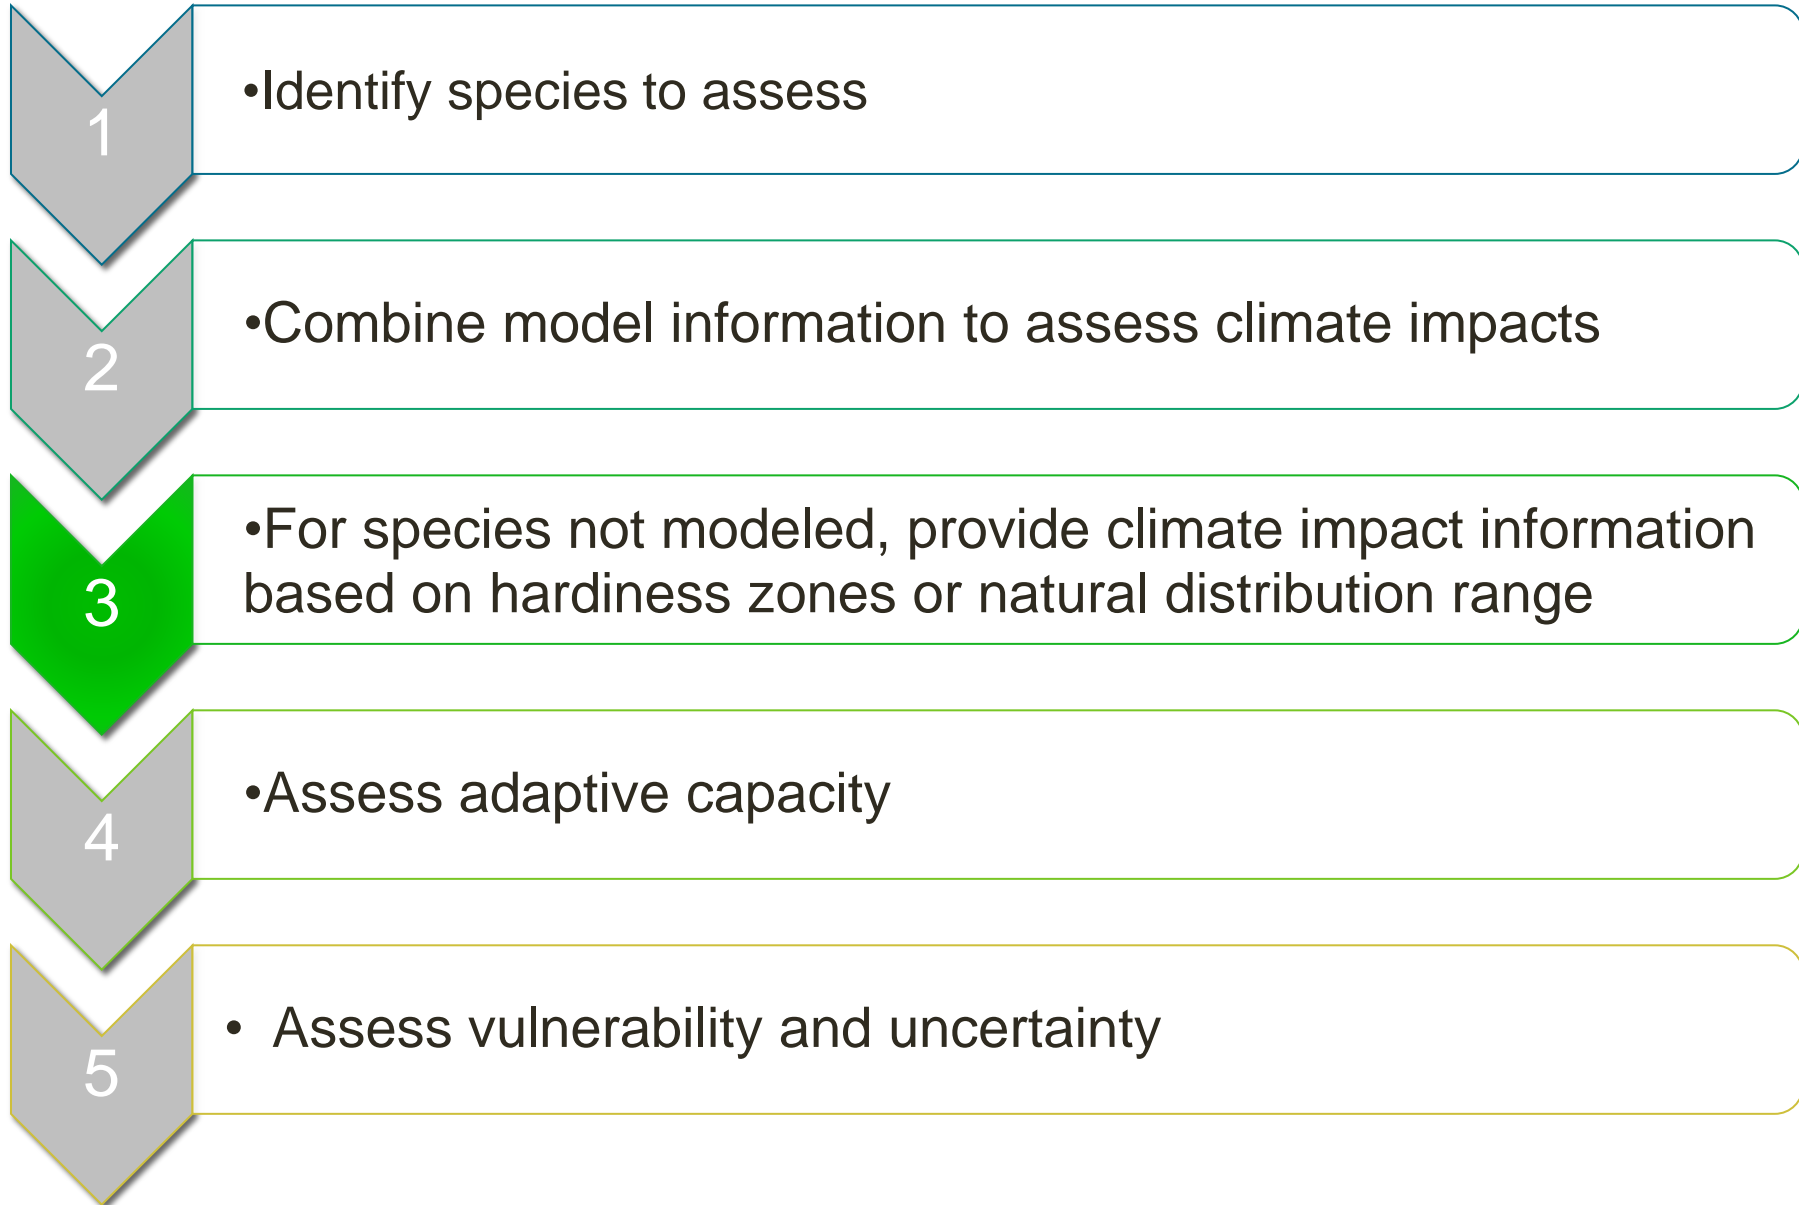 1
•Identify species to assess
2
•Combine model information to assess climate impacts
3
•For species not modeled, provide climate impact information
based on hardiness zones or natural distribution range
4
•Assess adaptive capacity
5
• Assess vulnerability and uncertainty